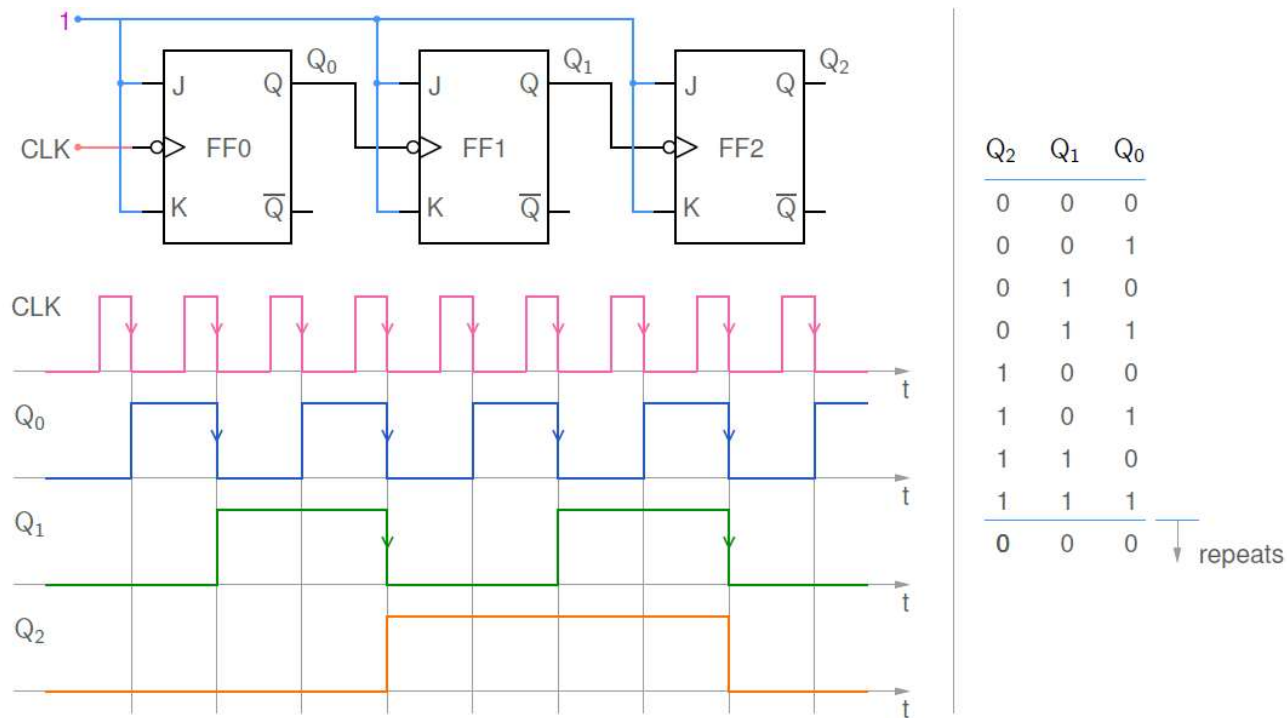 1
Q₀ Q₁ Q₂
J Q J Q J Q
CLK FF0 FF1 FF2
K Q̅ K Q̅ K Q̅
CLK
t
Q₀
t
Q₁
t
Q₂
t
Q₂ Q₁ Q₀
0 0 0
0 0 1
0 1 0
0 1 1
1 0 0
1 0 1
1 1 0
1 1 1
0 0 0
repeats